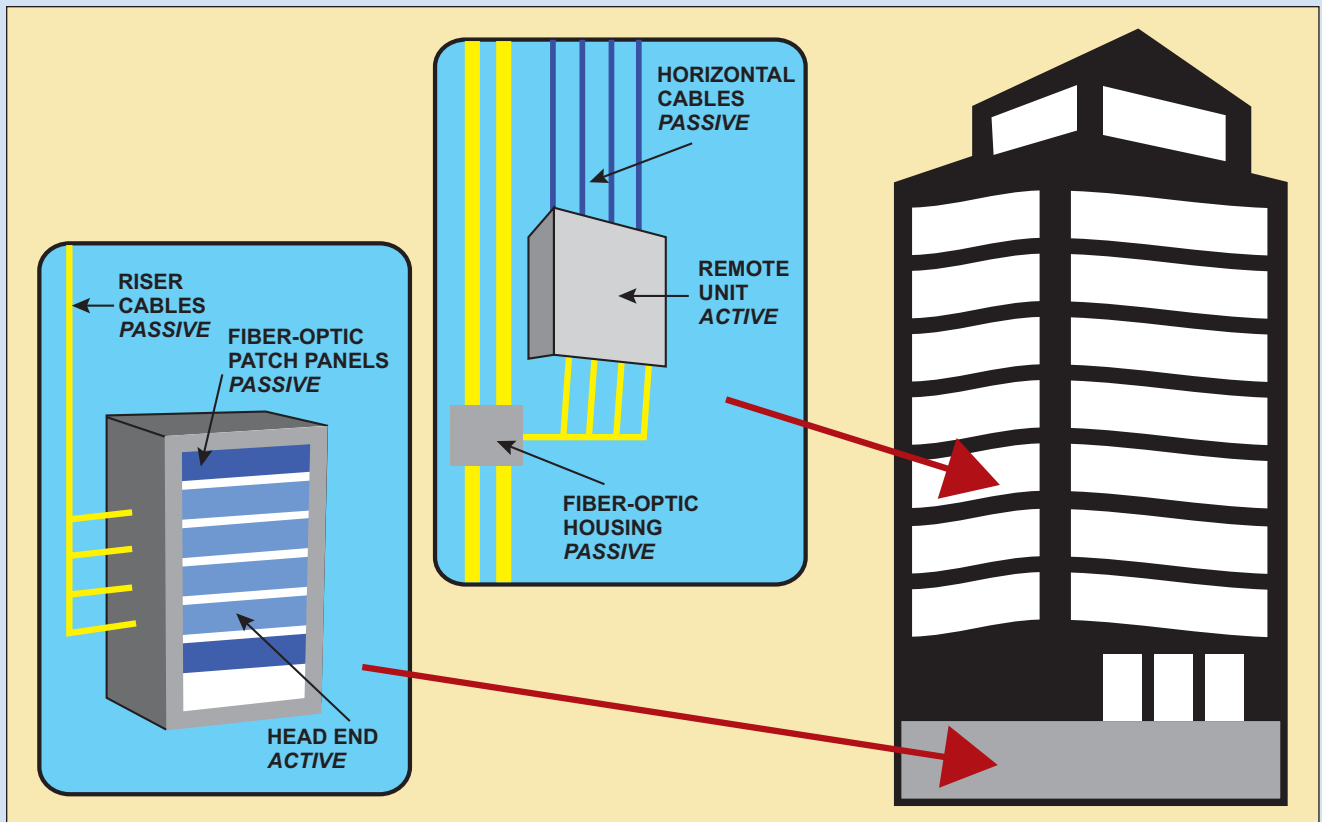 RISER
CABLES
PASSIVE
FIBER-OPTIC
PATCH PANELS
PASSIVE
HEAD END
ACTIVE
HORIZONTAL
CABLES
PASSIVE
REMOTE
UNIT
ACTIVE
FIBER-OPTIC
HOUSING
PASSIVE